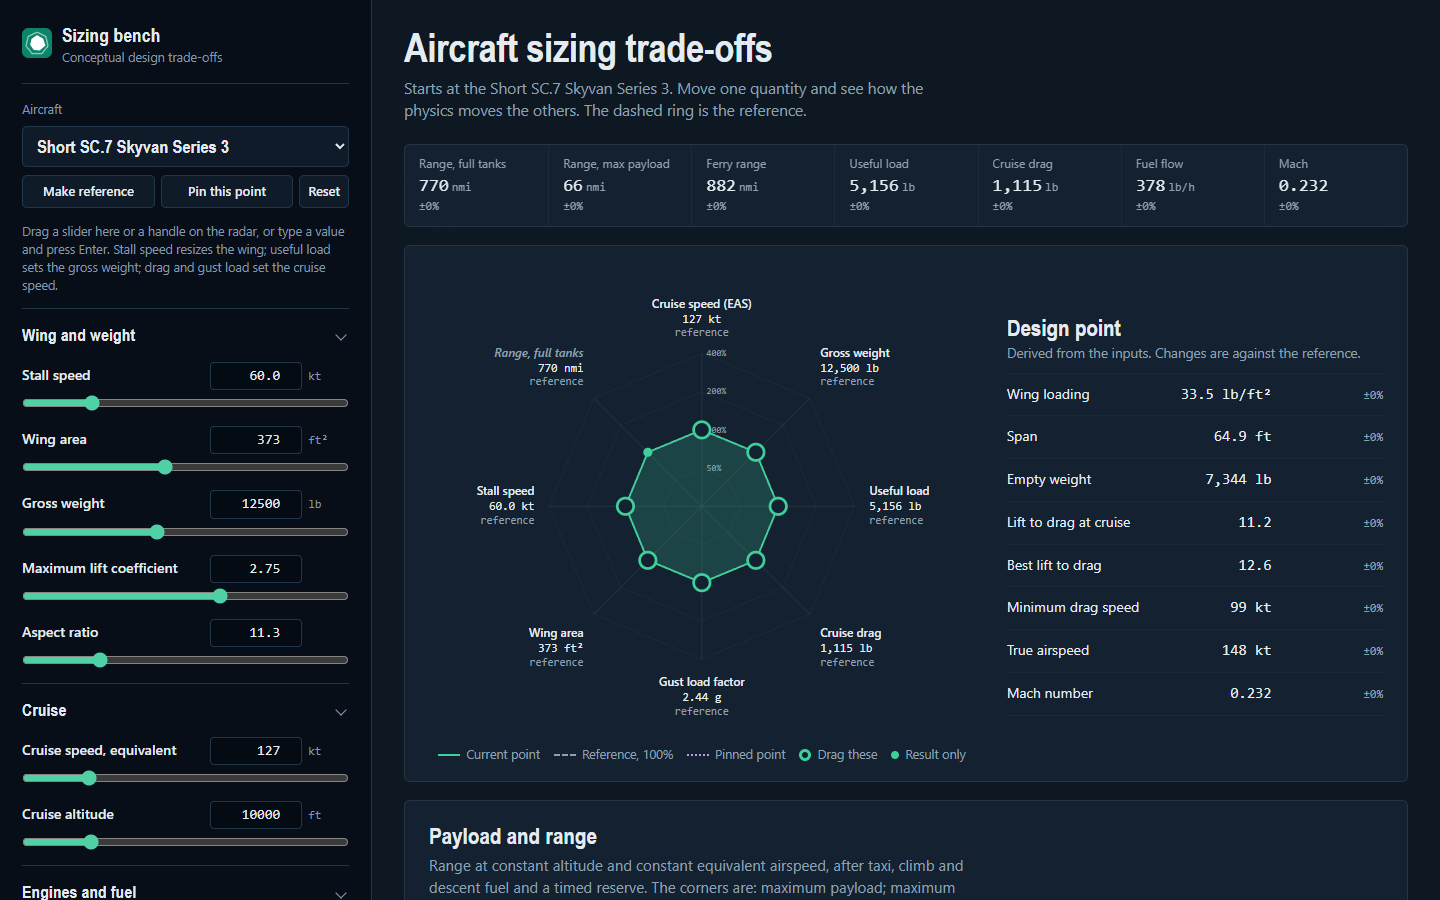 Sizing bench
Conceptual design trade-offs
Aircraft
Short SC.7 Skyvan Series 3
Make reference
Pin this point
Reset
Drag a slider here or a handle on the radar, or type a value
and press Enter. Stall speed resizes the wing; useful load
sets the gross weight; drag and gust load set the cruise
speed.
Wing and weight
Stall speed 60.0 kt
Wing area 373 ft²
Gross weight 12500 lb
Maximum lift coefficient 2.75
Aspect ratio 11.3
Cruise
Cruise speed, equivalent 127 kt
Cruise altitude 10000 ft
Engines and fuel
Aircraft sizing trade-offs
Starts at the Short SC.7 Skyvan Series 3. Move one quantity and see how the
physics moves the others. The dashed ring is the reference.
Range, full tanks
770 nmi
±0%
Range, max payload
66 nmi
±0%
Ferry range
882 nmi
±0%
Useful load
5,156 lb
±0%
Cruise drag
1,115 lb
±0%
Fuel flow
378 lb/h
±0%
Mach
0.232
±0%
Cruise speed (EAS)
127 kt
reference
Range, full tanks
770 nmi
reference
Gross weight
12,500 lb
reference
400%
200%
50%
Stall speed
60.0 kt
reference
Useful load
5,156 lb
reference
Wing area
373 ft²
reference
Cruise drag
1,115 lb
reference
Gust load factor
2.44 g
reference
Current point
Reference, 100%
Pinned point
Drag these
Result only
Design point
Derived from the inputs. Changes are against the reference.
Wing loading 33.5 lb/ft² ±0%
Span 64.9 ft ±0%
Empty weight 7,344 lb ±0%
Lift to drag at cruise 11.2 ±0%
Best lift to drag 12.6 ±0%
Minimum drag speed 99 kt ±0%
True airspeed 148 kt ±0%
Mach number 0.232 ±0%
Payload and range
Range at constant altitude and constant equivalent airspeed, after taxi, climb and
descent fuel and a timed reserve. The corners are: maximum payload; maximum